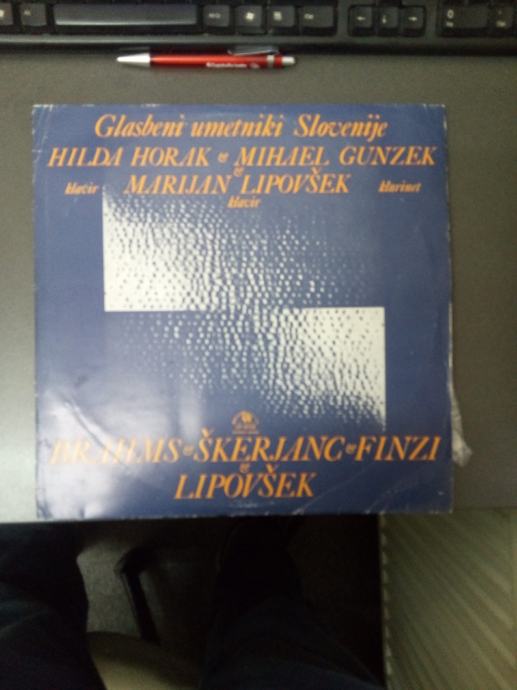 Glasbeni umetniki Slovenije
HILDA HORAK & MIHAEL GUNZEK
&
klavir MARIJAN LIPOVŠEK klarinet
klavir
BRAHMS & ŠKERJANC & FINZI
&
LIPOVŠEK